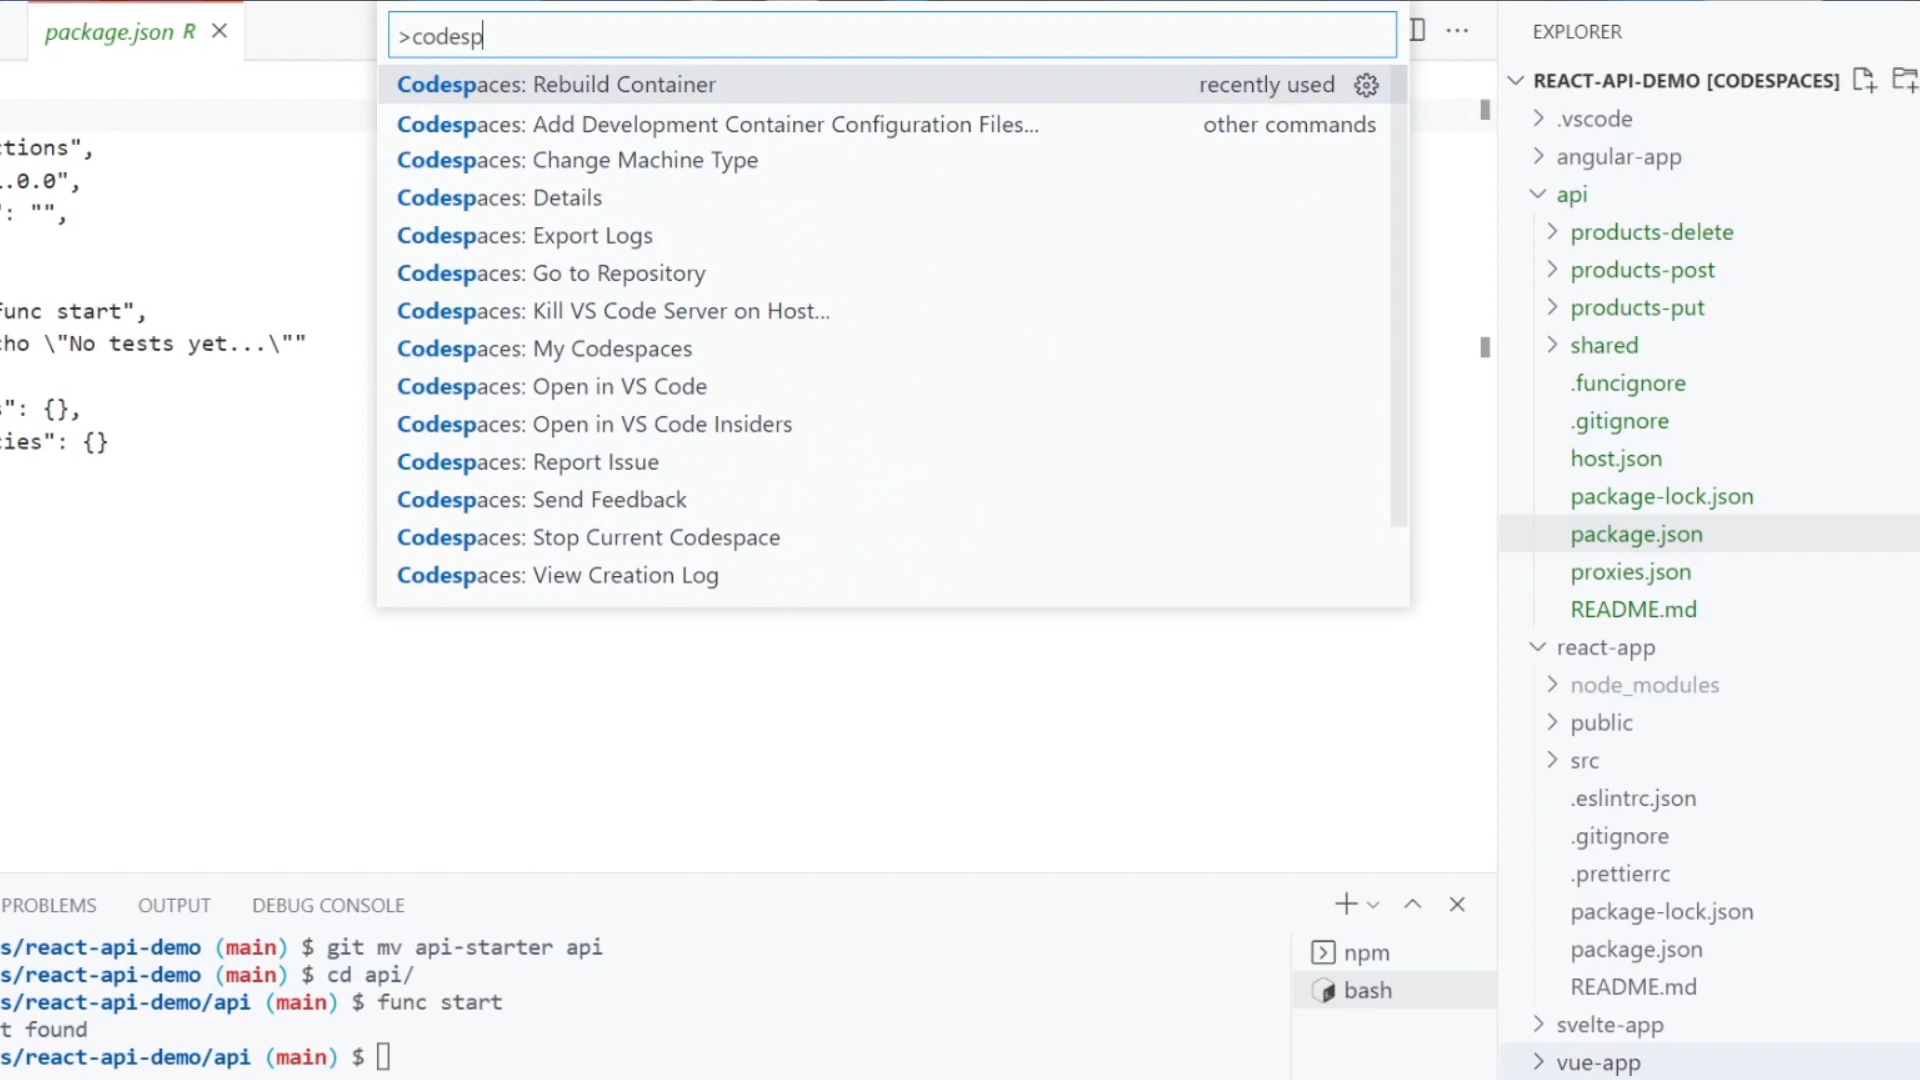 package.json R
>codesp
Codespaces: Rebuild Container recently used
Codespaces: Add Development Container Configuration Files... other commands
Codespaces: Change Machine Type
Codespaces: Details
Codespaces: Export Logs
Codespaces: Go to Repository
Codespaces: Kill VS Code Server on Host...
Codespaces: My Codespaces
Codespaces: Open in VS Code
Codespaces: Open in VS Code Insiders
Codespaces: Report Issue
Codespaces: Send Feedback
Codespaces: Stop Current Codespace
Codespaces: View Creation Log
ctions",
.0.0",
": "",
func start",
ho \"No tests yet...\""
": {},
ies": {}
EXPLORER
REACT-API-DEMO [CODESPACES]
.vscode
angular-app
api
products-delete
products-post
products-put
shared
.funcignore
.gitignore
host.json
package-lock.json
package.json
proxies.json
README.md
react-app
node_modules
public
src
.eslintrc.json
.gitignore
.prettierrc
package-lock.json
package.json
README.md
svelte-app
vue-app
PROBLEMS OUTPUT DEBUG CONSOLE
s/react-api-demo (main) $ git mv api-starter api
s/react-api-demo (main) $ cd api/
s/react-api-demo/api (main) $ func start
t found
s/react-api-demo/api (main) $
npm
bash